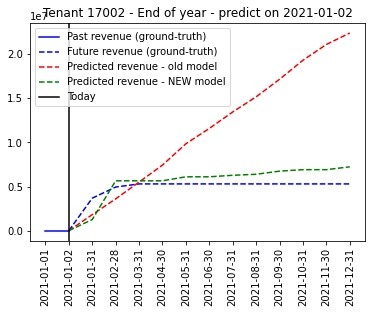 Tenant 17002 - End of year - predict on 2021-01-02
1e7
Past revenue (ground-truth)
Future revenue (ground-truth)
Predicted revenue - old model
Predicted revenue - NEW model
Today
2.0
1.5
1.0
0.5
0.0
2021-01-01
2021-01-02
2021-01-31
2021-02-28
2021-03-31
2021-04-30
2021-05-31
2021-06-30
2021-07-31
2021-08-31
2021-09-30
2021-10-31
2021-11-30
2021-12-31